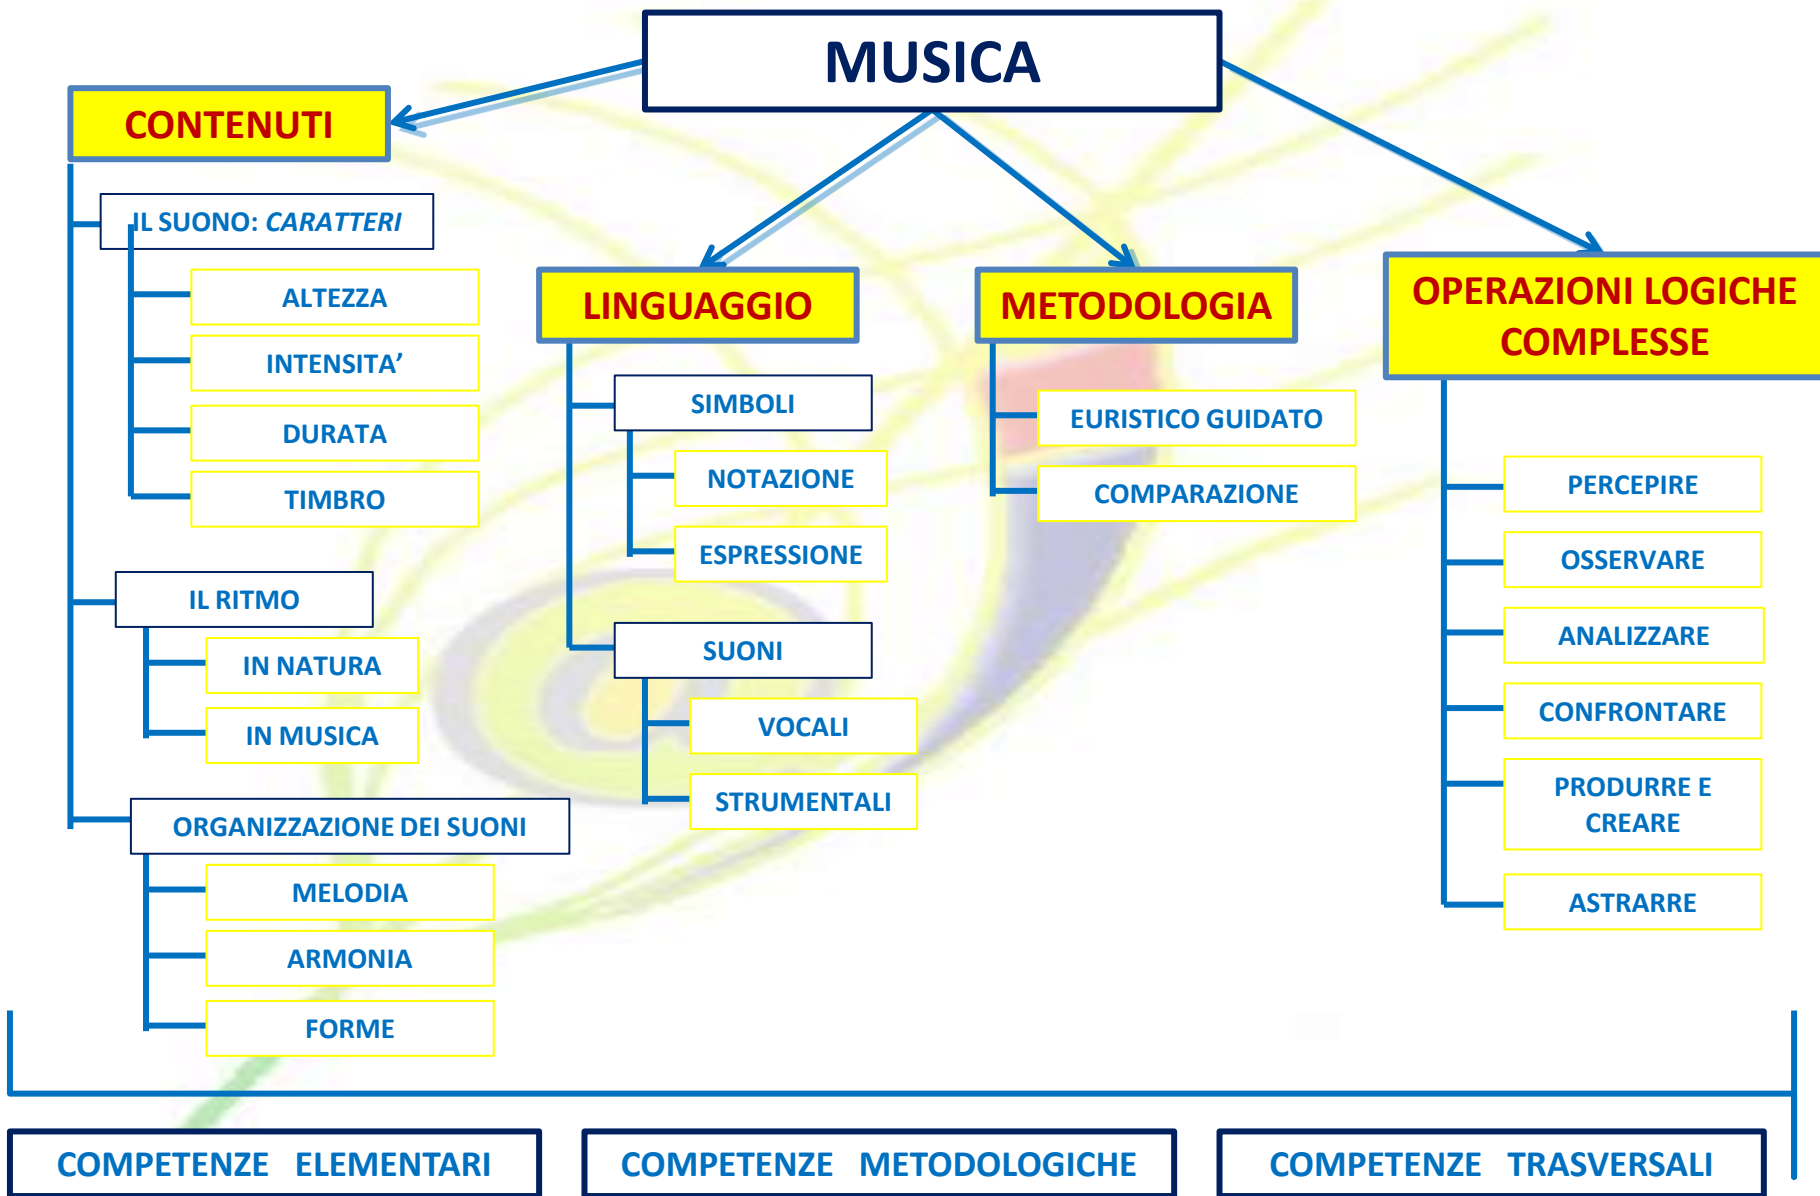 MUSICA
CONTENUTI
IL SUONO: CARATTERI
ALTEZZA
INTENSITA’
DURATA
TIMBRO
IL RITMO
IN NATURA
IN MUSICA
ORGANIZZAZIONE DEI SUONI
MELODIA
ARMONIA
FORME
LINGUAGGIO
SIMBOLI
NOTAZIONE
ESPRESSIONE
SUONI
VOCALI
STRUMENTALI
METODOLOGIA
EURISTICO GUIDATO
COMPARAZIONE
OPERAZIONI LOGICHE
COMPLESSE
PERCEPIRE
OSSERVARE
ANALIZZARE
CONFRONTARE
PRODURRE E
CREARE
ASTRARRE
COMPETENZE ELEMENTARI
COMPETENZE METODOLOGICHE
COMPETENZE TRASVERSALI